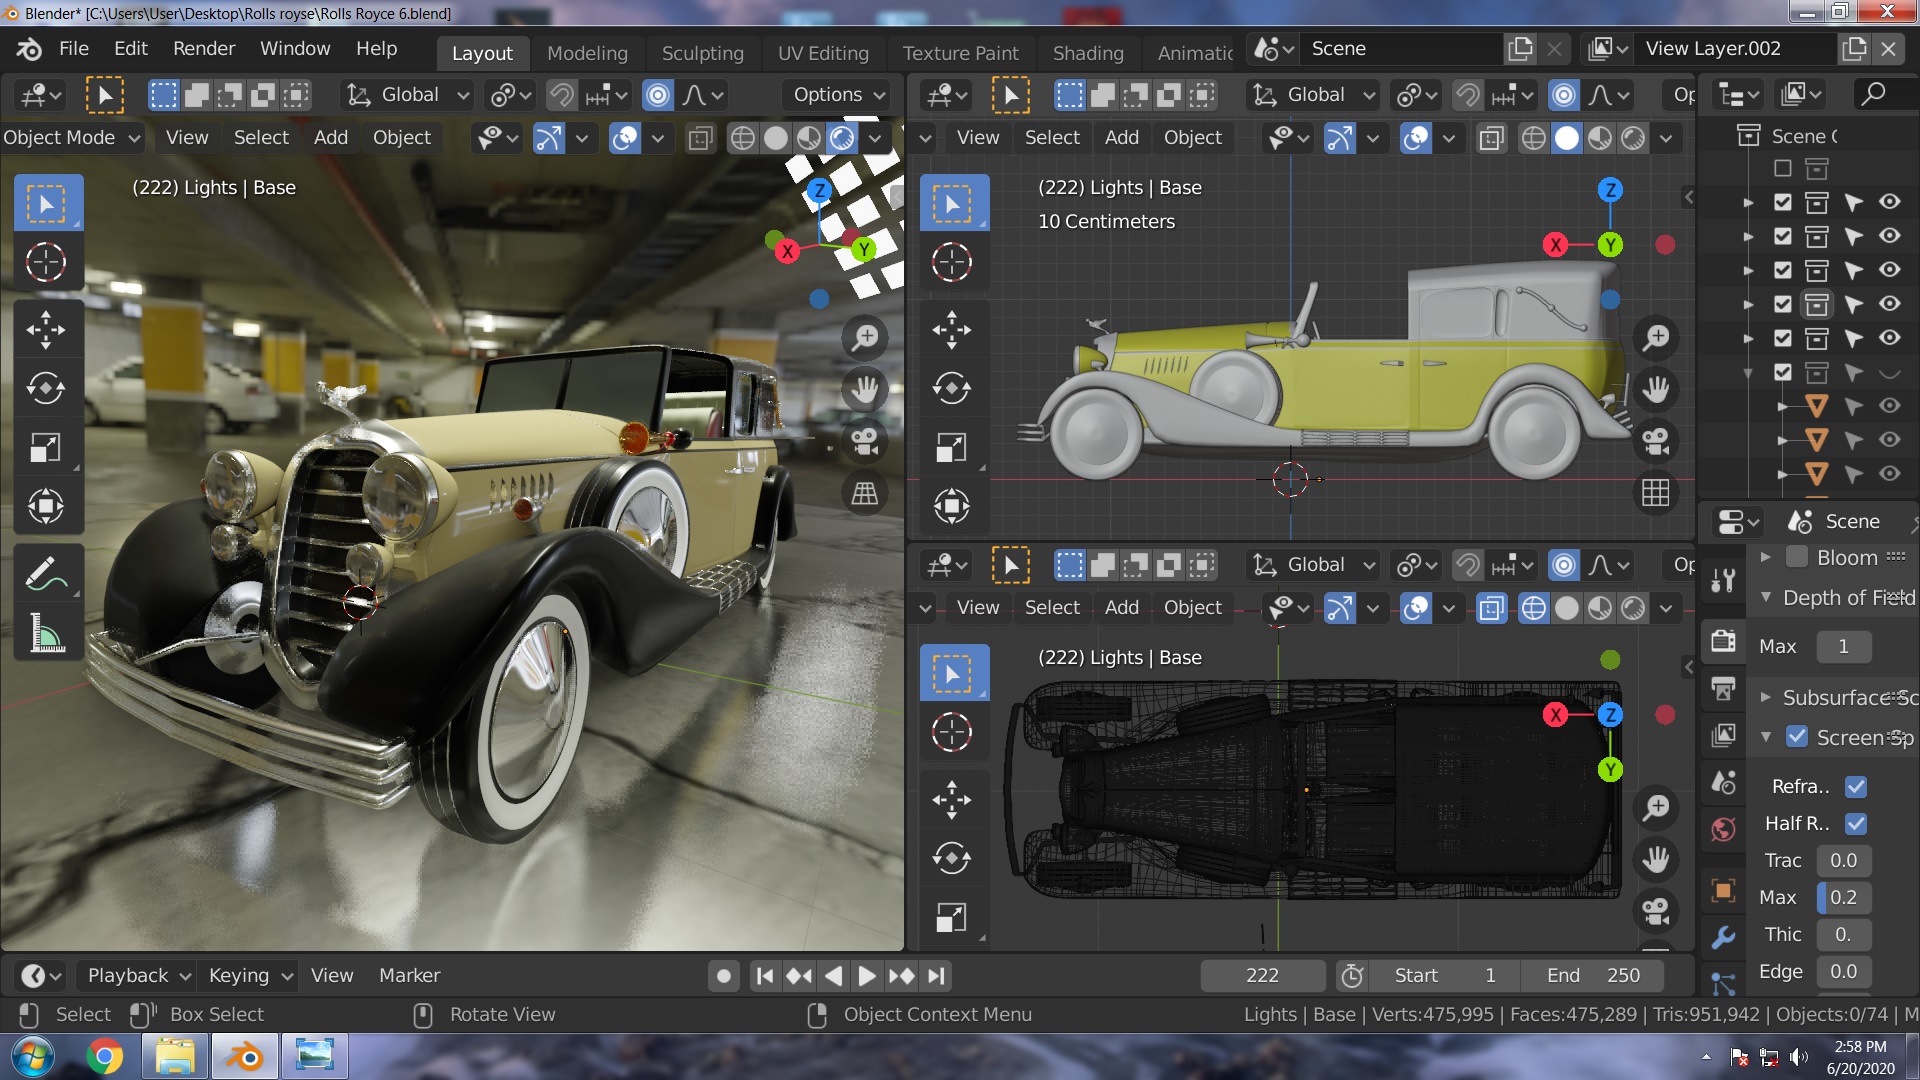 Blender* [C:\Users\User\Desktop\Rolls royse\Rolls Royce 6.blend]
File Edit Render Window Help
Layout Modeling Sculpting UV Editing Texture Paint Shading Animatic
Scene
View Layer.002
Global Options
Object Mode View Select Add Object
(222) Lights | Base
Z
X
Y
Global Op
View Select Add Object
(222) Lights | Base
10 Centimeters
Z
X
Y
Global Op
View Select Add Object
(222) Lights | Base
X
Z
Y
Scene C
Scene
Bloom
Depth of Field
Max 1
Subsurface Sc
Screen Sp
Refra..
Half R..
Trac 0.0
Max 0.2
Thic 0.
Edge 0.0
Playback Keying View Marker
222
Start 1
End 250
Select Box Select Rotate View Object Context Menu
Lights | Base | Verts:475,995 | Faces:475,289 | Tris:951,942 | Objects:0/74 | M
2:58 PM
6/20/2020